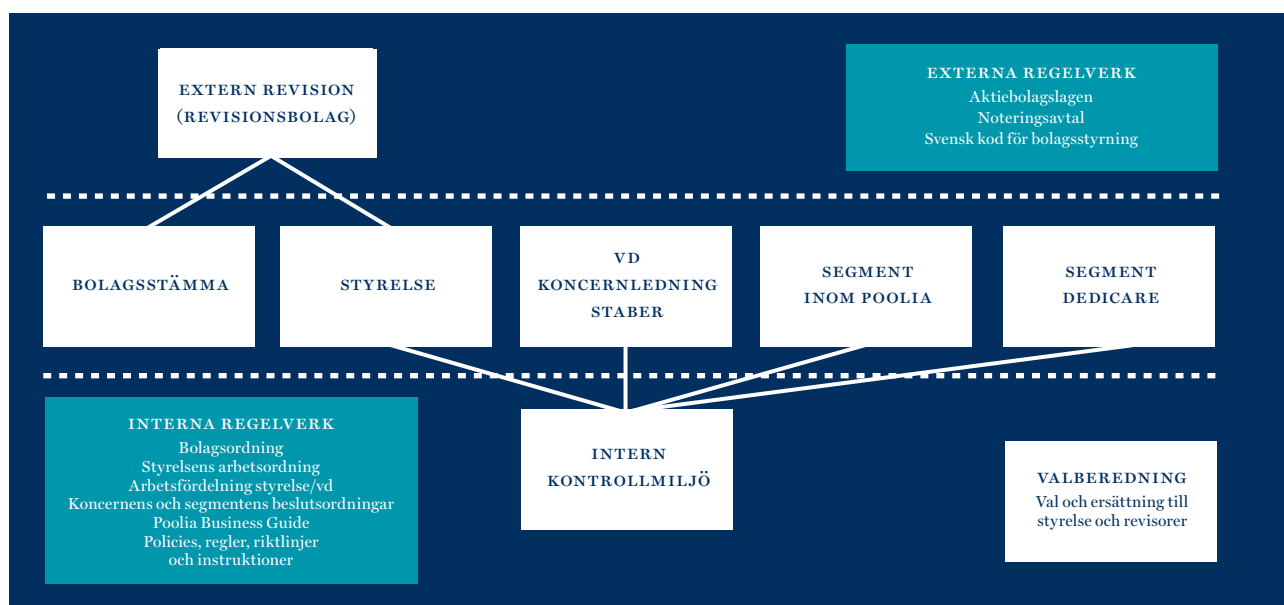 EXTERN REVISION
(REVISIONSBOLAG)
EXTERNA REGELVERK
Aktiebolagslagen
Noteringsavtal
Svensk kod för bolagsstyrning
BOLAGSSTÄMMA
STYRELSE
VD
KONCERNLEDNING
STABER
SEGMENT
INOM POOLIA
SEGMENT
DEDICARE
INTERNA REGELVERK
Bolagsordning
Styrelsens arbetsordning
Arbetsfördelning styrelse/vd
Koncernens och segmentens beslutsordningar
Poolia Business Guide
Policies, regler, riktlinjer
och instruktioner
INTERN
KONTROLLMILJÖ
VALBEREDNING
Val och ersättning till
styrelse och revisorer